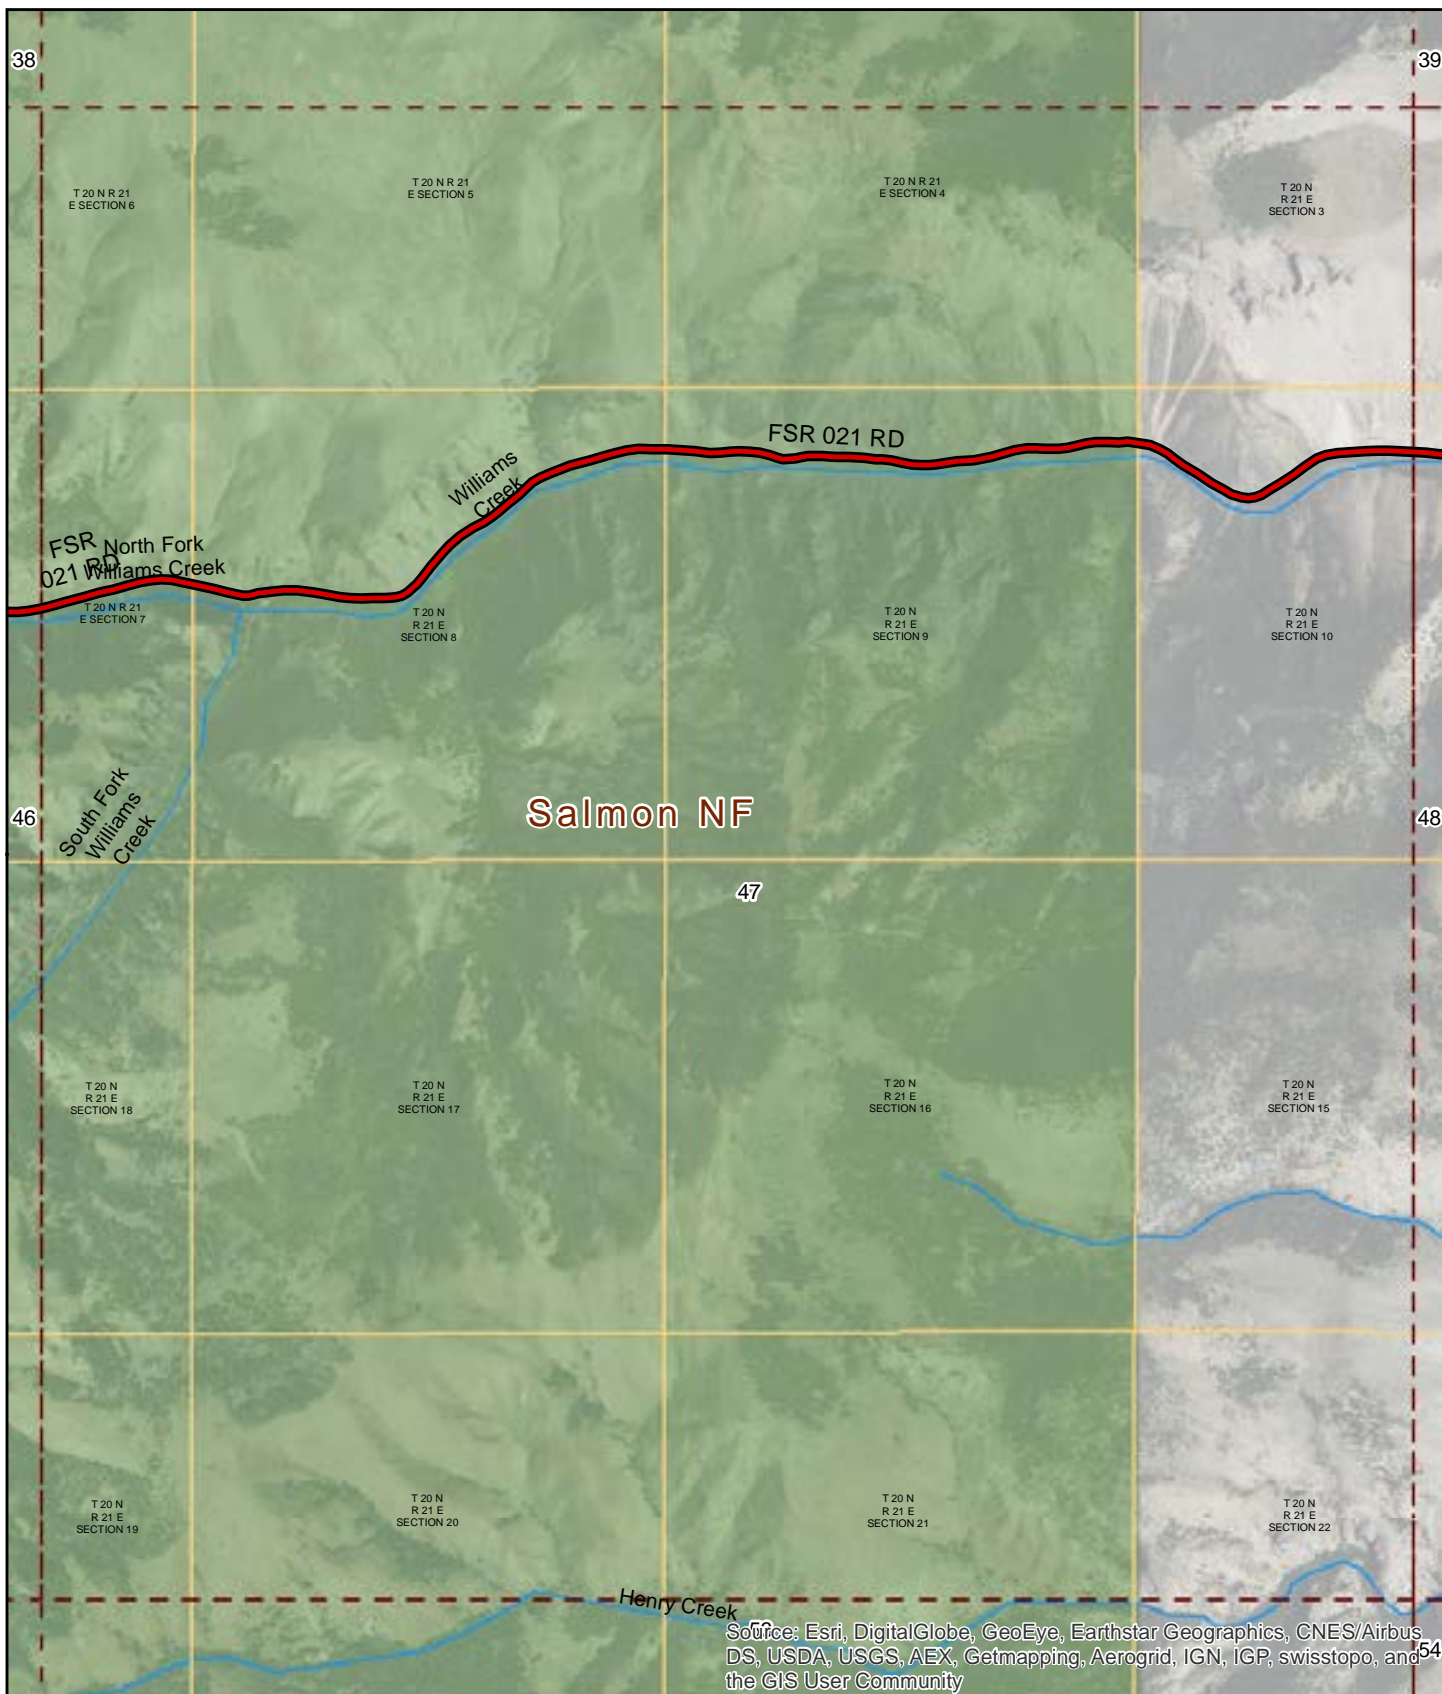 38
39
T 20 N R 21
E SECTION 6
T 20 N R 21
E SECTION 5
T 20 N R 21
E SECTION 4
T 20 N
R 21 E
SECTION 3
FSR 021 RD
Williams
Creek
FSR
021 RD
North Fork
Williams Creek
T 20 N R 21
E SECTION 7
T 20 N
R 21 E
SECTION 8
T 20 N
R 21 E
SECTION 9
T 20 N
R 21 E
SECTION 10
South Fork
Williams
Creek
46
Salmon NF
48
47
T 20 N
R 21 E
SECTION 18
T 20 N
R 21 E
SECTION 17
T 20 N
R 21 E
SECTION 16
T 20 N
R 21 E
SECTION 15
T 20 N
R 21 E
SECTION 19
T 20 N
R 21 E
SECTION 20
T 20 N
R 21 E
SECTION 21
T 20 N
R 21 E
SECTION 22
Henry Creek
Source: Esri, DigitalGlobe, GeoEye, Earthstar Geographics, CNES/Airbus
DS, USDA, USGS, AEX, Getmapping, Aerogrid, IGN, IGP, swisstopo, and
the GIS User Community
54